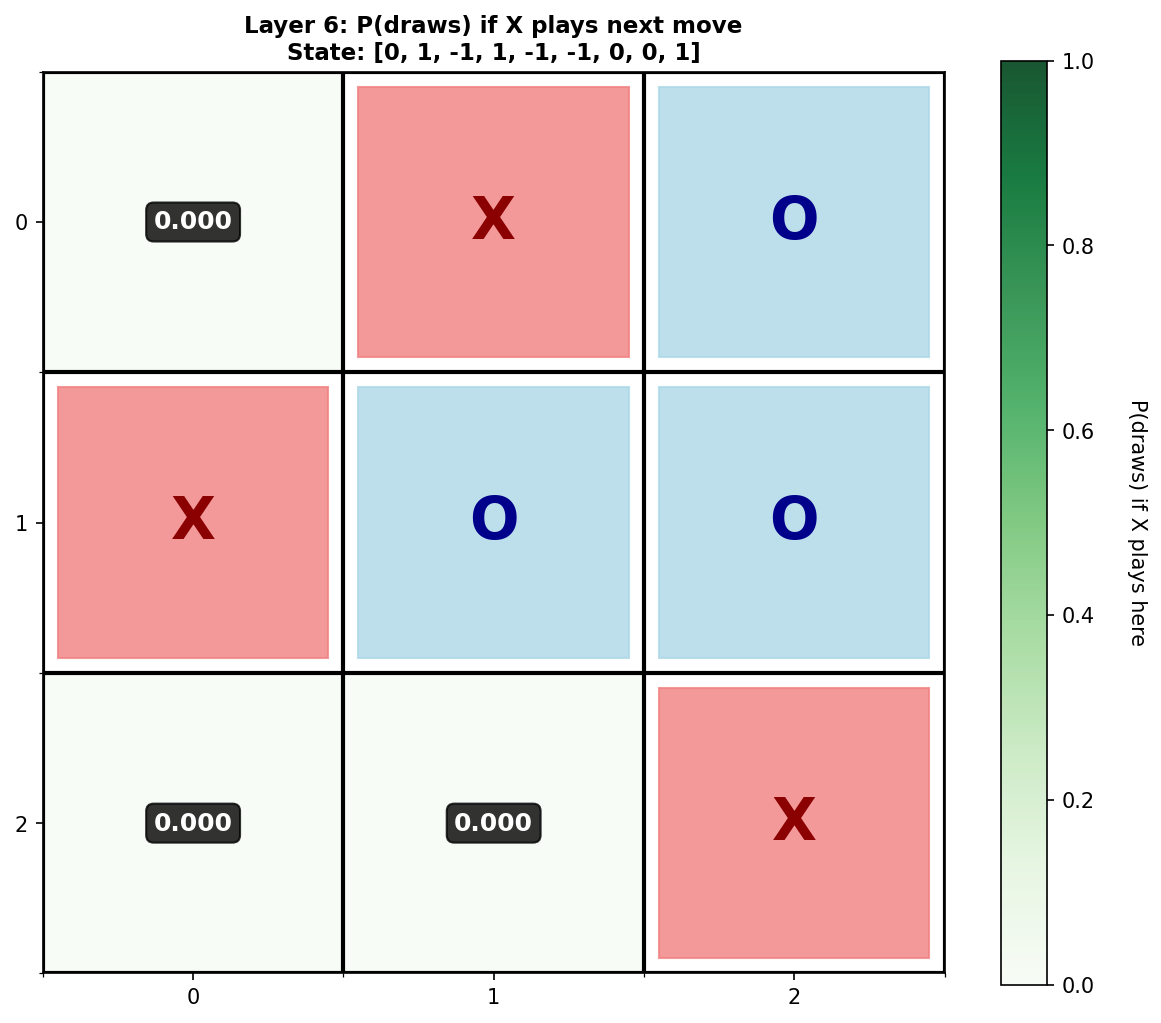 Layer 6: P(draws) if X plays next move
State: [0, 1, -1, 1, -1, -1, 0, 0, 1]
0.000
X
O
X
O
O
0.000
0.000
X
0
1
2
0
1
2
1.0
0.8
0.6
0.4
0.2
0.0
P(draws) if X plays here